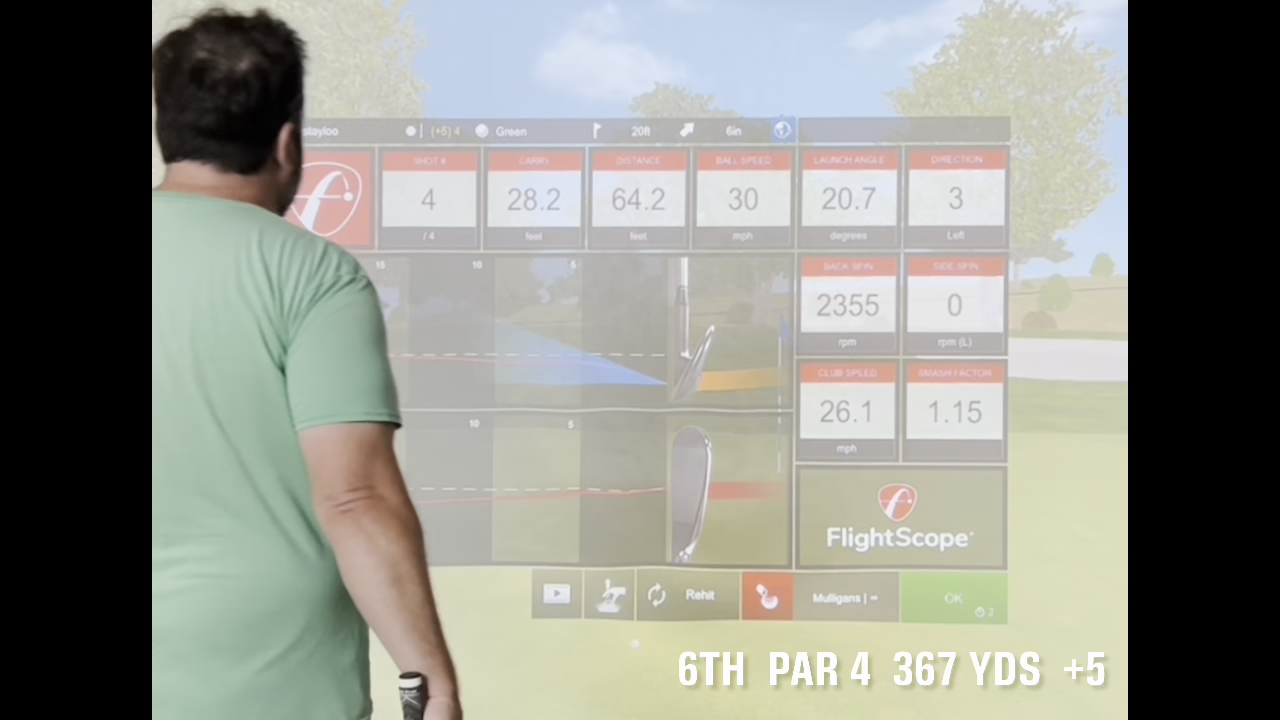 stayloo | (+5) 4 Green 20ft 6in
SHOT # CARRY DISTANCE BALL SPEED LAUNCH ANGLE DIRECTION
4 28.2 64.2 30 20.7 3
/ 4 feet feet mph degrees Left
15 10 5
BACK SPIN SIDE SPIN
2355 0
rpm rpm (L)
CLUB SPEED SMASH FACTOR
26.1 1.15
mph
10 5
FlightScope
Rehit Mulligans | ∞ OK
2
6TH PAR 4 367 YDS +5